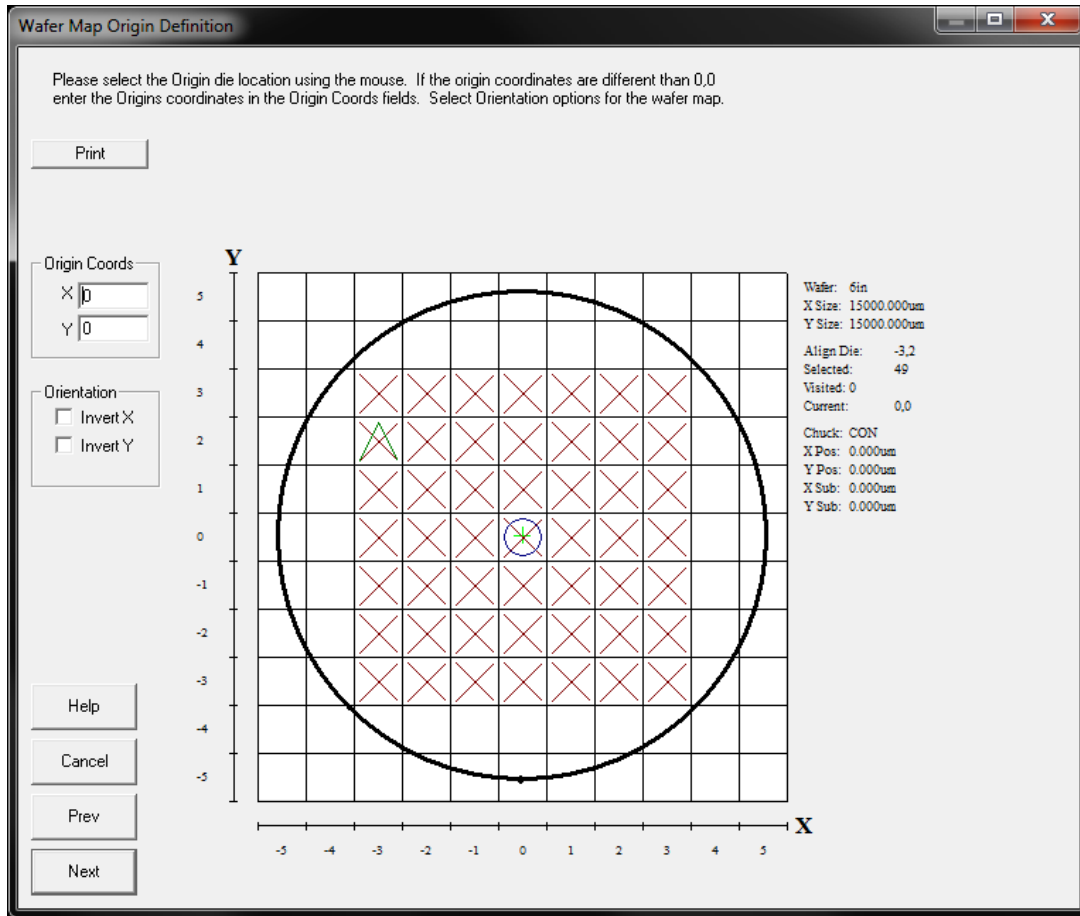 Wafer Map Origin Definition
Please select the Origin die location using the mouse. If the origin coordinates are different than 0,0
enter the Origins coordinates in the Origin Coords fields. Select Orientation options for the wafer map.
Print
Origin Coords
X 0
Y 0
Orientation
Invert X
Invert Y
Help
Cancel
Prev
Next
Y
5
4
3
2
1
0
-1
-2
-3
-4
-5
X
-5 -4 -3 -2 -1 0 1 2 3 4 5
Wafer: 6in
X Size: 15000.000um
Y Size: 15000.000um
Align Die: -3,2
Selected: 49
Visited: 0
Current: 0,0
Chuck: CON
X Pos: 0.000um
Y Pos: 0.000um
X Sub: 0.000um
Y Sub: 0.000um